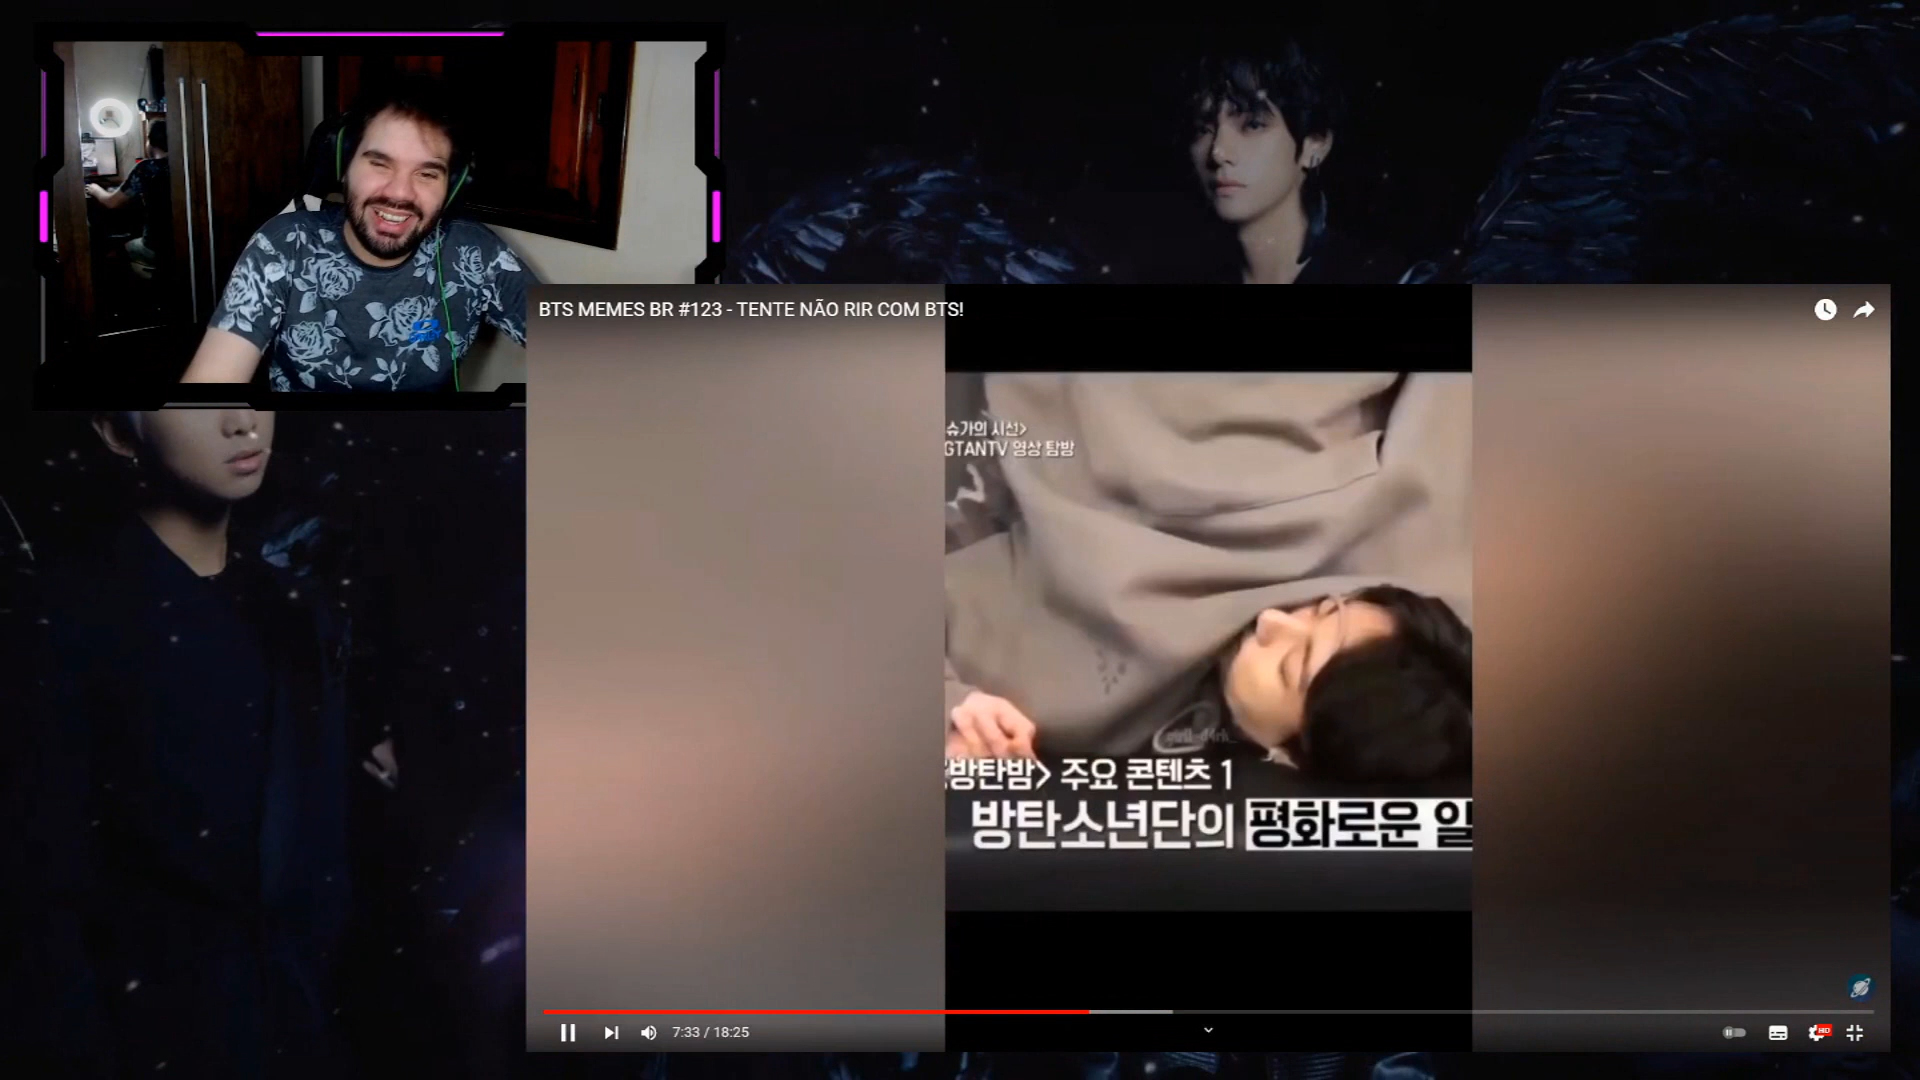 BTS MEMES BR #123 - TENTE NÃO RIR COM BTS!
슈가의 시선>
GTANTV 영상 탐방
방탄밤> 주요 콘텐츠 1
방탄소년단의 평화로운 일
7:33 / 18:25
HD